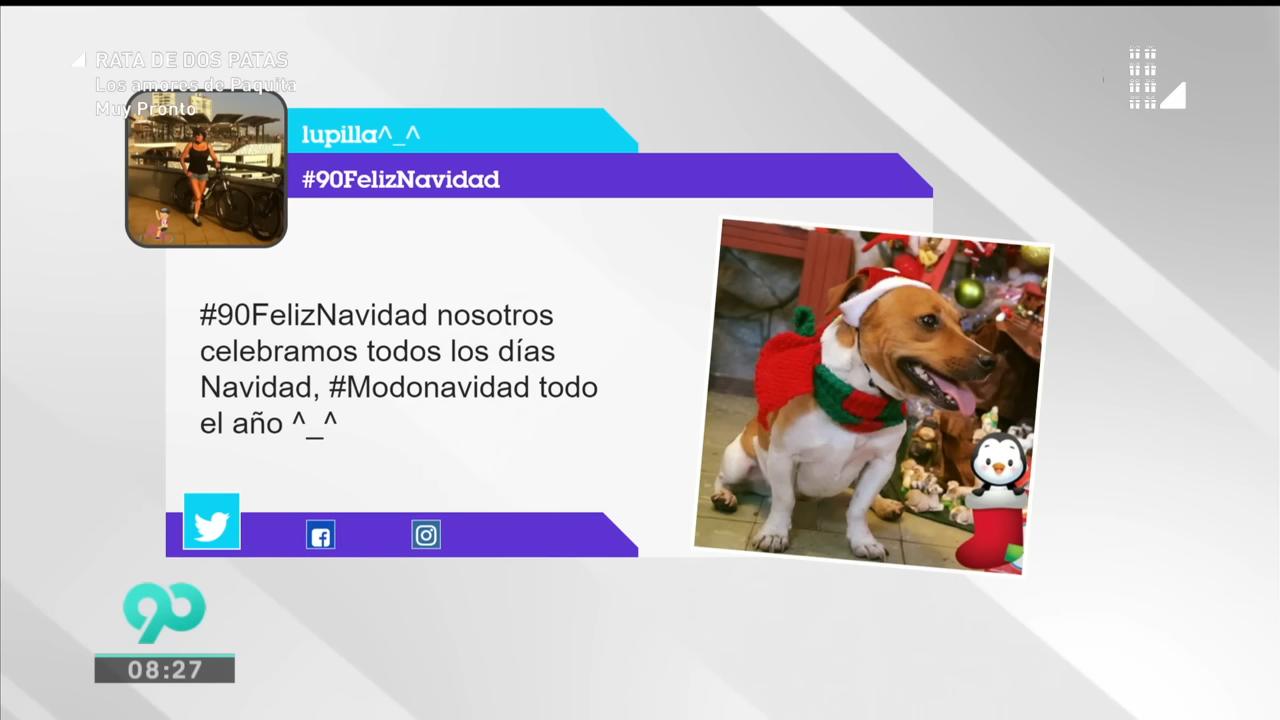 RATA DE DOS PATAS
Los amores de Paquita
Muy Pronto
lupilla^_^
#90FelizNavidad
#90FelizNavidad nosotros
celebramos todos los días
Navidad, #Modonavidad todo
el año ^_^
90
08:27